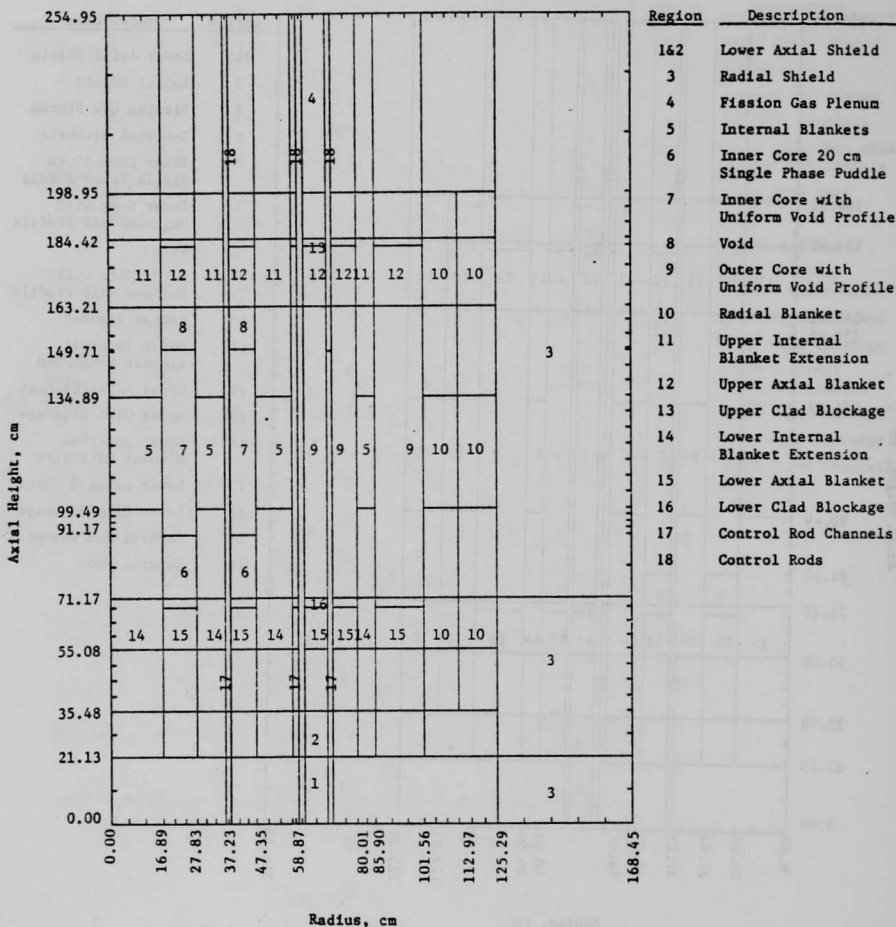 254.95
198.95
184.42
163.21
149.71
134.89
99.49
91.17
71.17
55.08
35.48
21.13
0.00
Axial Height, cm
4
18 18 18
13
11 12 11 12 11 12 12 11 12 10 10
8 8
3
5 7 5 7 5 9 9 5 9 10 10
6 6
16
14 15 14 15 14 15 15 14 15 10 10
3
17 17 17
2
1
3
0.00 16.89 27.83 37.23 47.35 58.87 80.01 85.90 101.56 112.97 125.29 168.45
Radius, cm
Region Description
1&2 Lower Axial Shield
3 Radial Shield
4 Fission Gas Plenum
5 Internal Blankets
6 Inner Core 20 cm
Single Phase Puddle
7 Inner Core with
Uniform Void Profile
8 Void
9 Outer Core with
Uniform Void Profile
10 Radial Blanket
11 Upper Internal
Blanket Extension
12 Upper Axial Blanket
13 Upper Clad Blockage
14 Lower Internal
Blanket Extension
15 Lower Axial Blanket
16 Lower Clad Blockage
17 Control Rod Channels
18 Control Rods